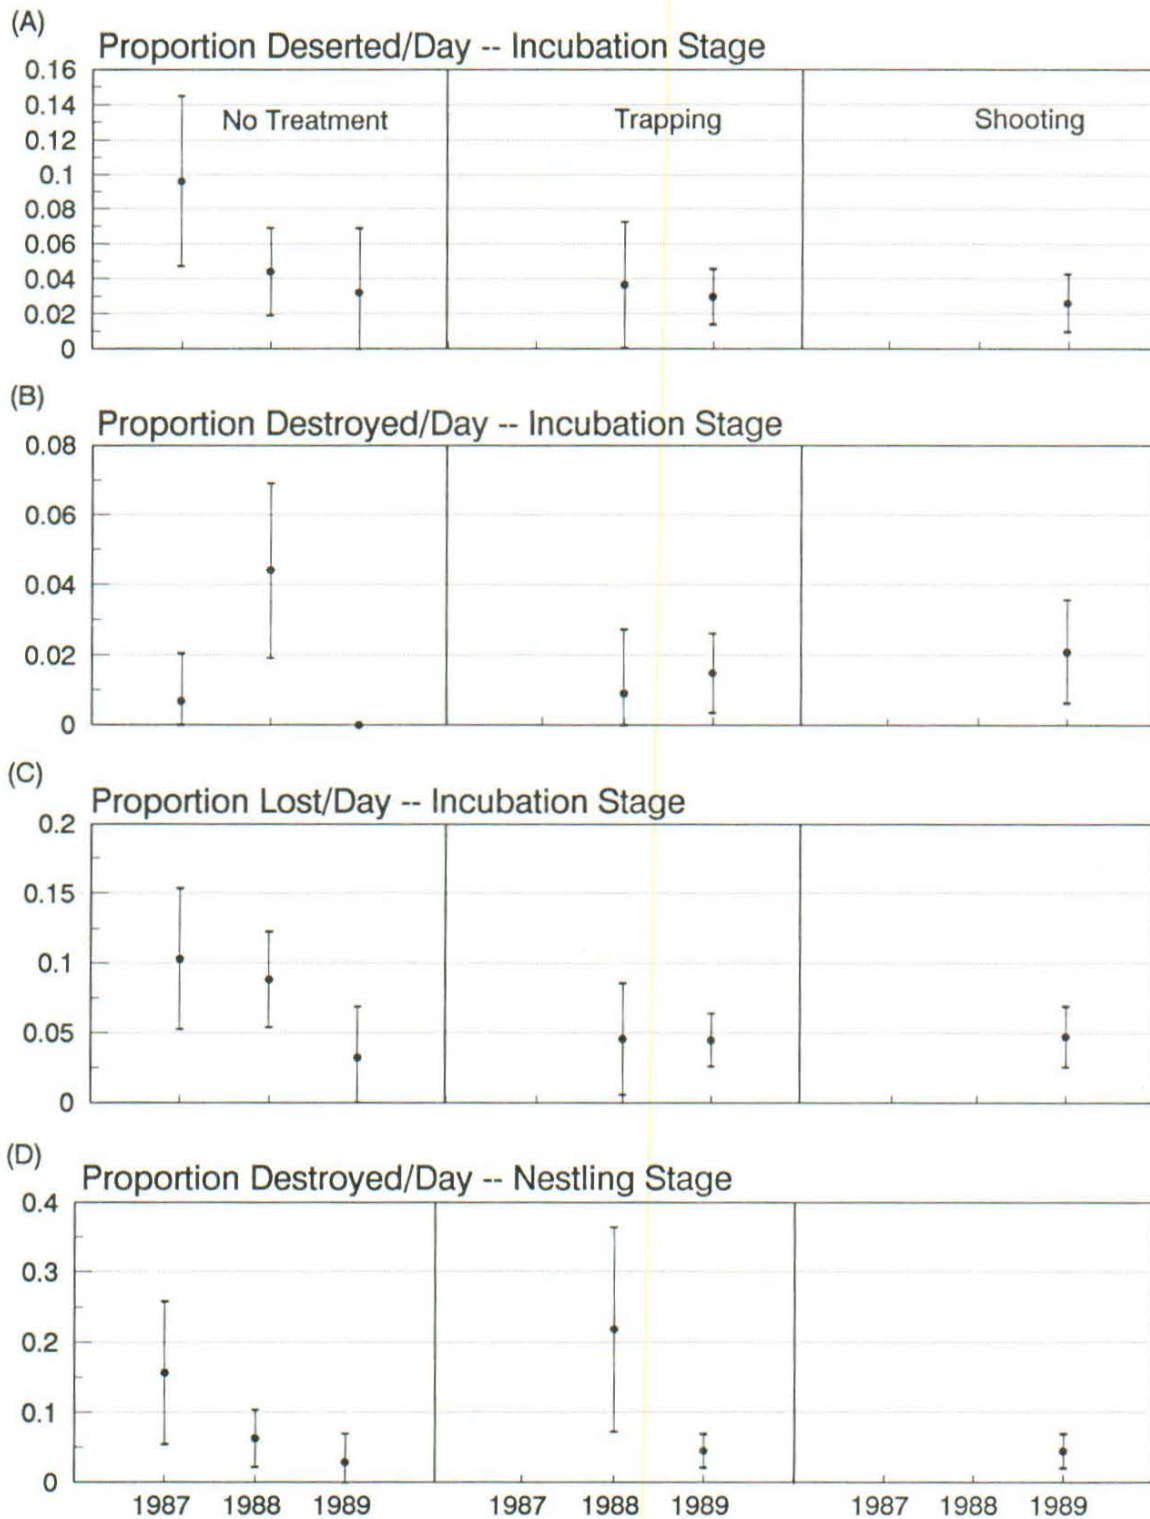 (A)
Proportion Deserted/Day -- Incubation Stage
0.16
0.14
No Treatment Trapping Shooting
0.12
0.1
0.08
0.06
0.04
0.02
0
(B)
Proportion Destroyed/Day -- Incubation Stage
0.08
0.06
0.04
0.02
0
(C)
Proportion Lost/Day -- Incubation Stage
0.2
0.15
0.1
0.05
0
(D)
Proportion Destroyed/Day -- Nestling Stage
0.4
0.3
0.2
0.1
0
1987 1988 1989 1987 1988 1989 1987 1988 1989